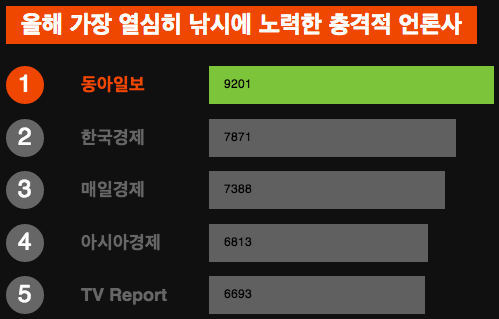 올해 가장 열심히 낚시에 노력한 충격적 언론사
1 동아일보 9201
2 한국경제 7871
3 매일경제 7388
4 아시아경제 6813
5 TV Report 6693